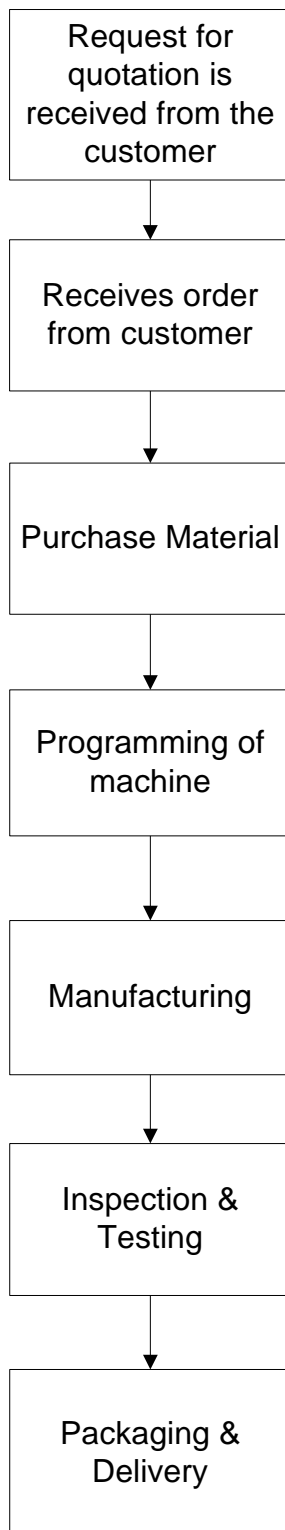 Request for
quotation is
received from the
customer
Receives order
from customer
Purchase Material
Programming of
machine
Manufacturing
Inspection &
Testing
Packaging &
Delivery